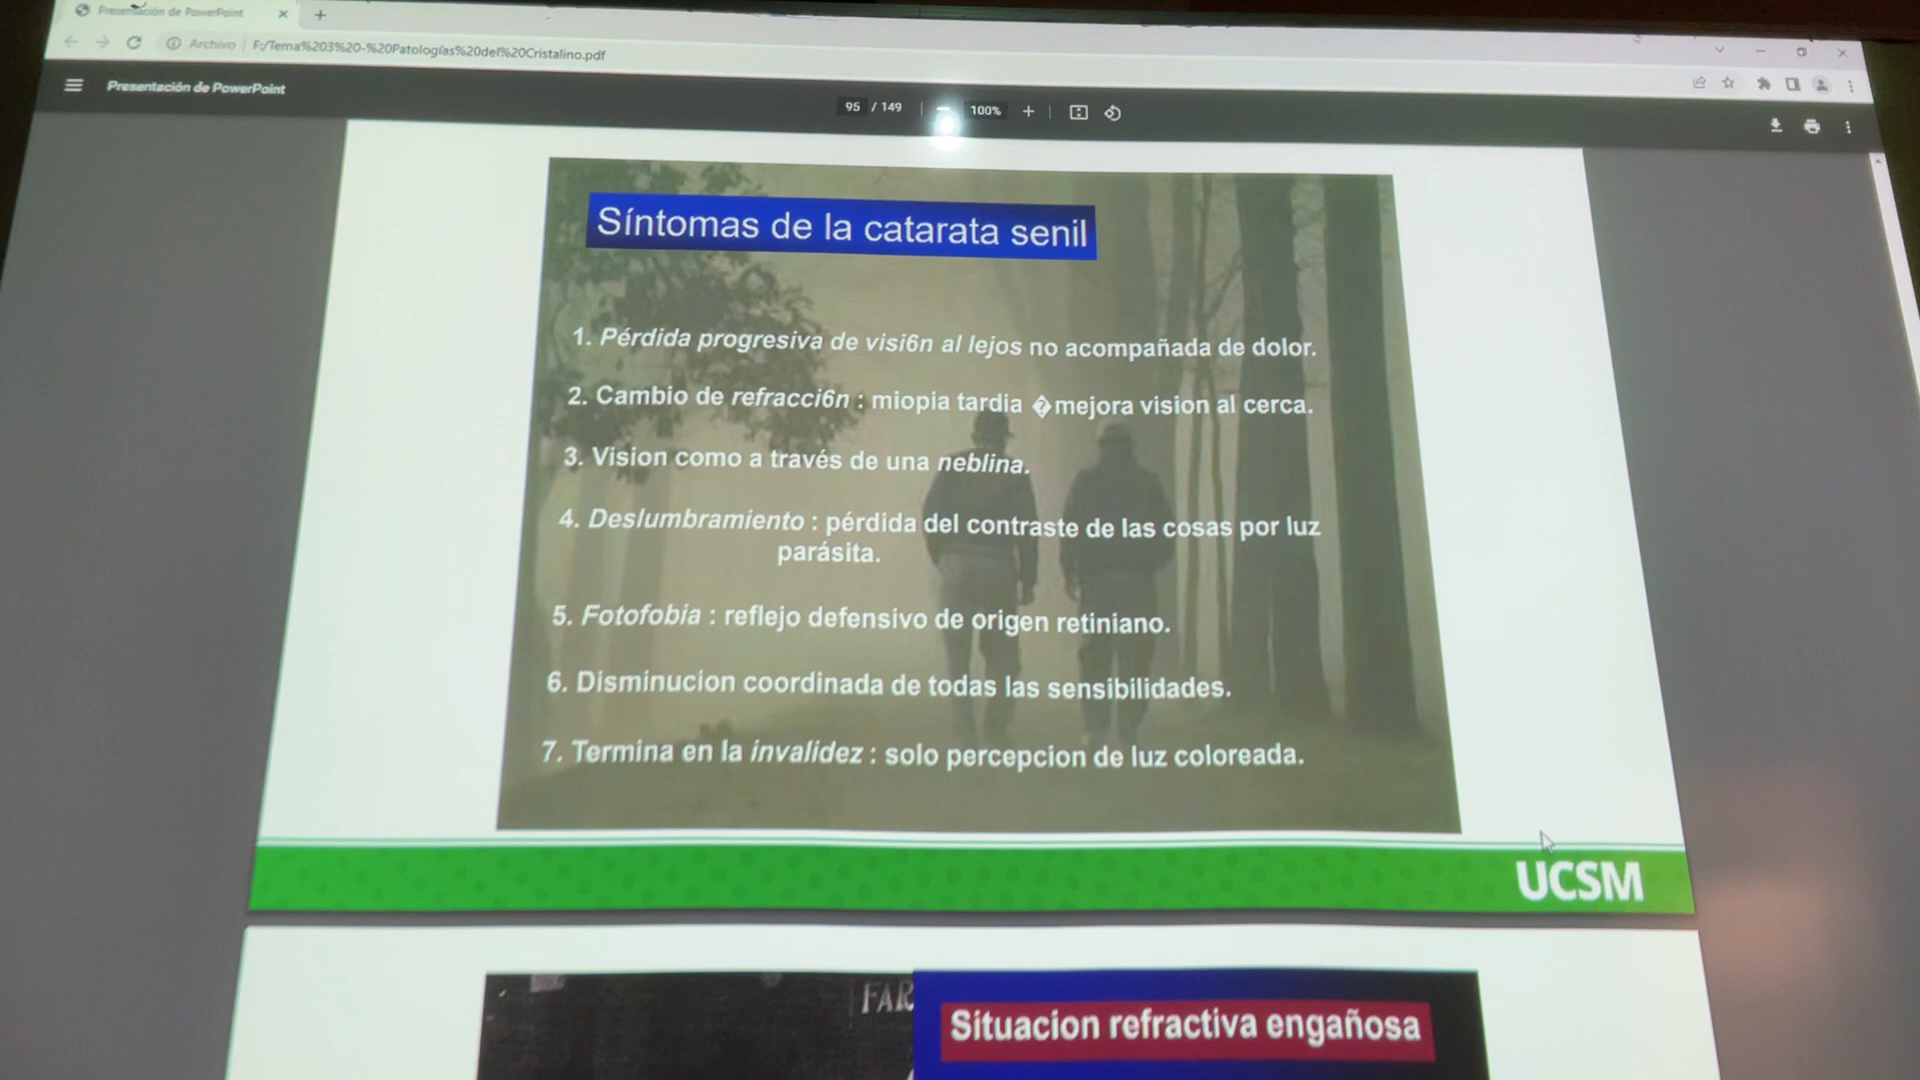 Presentación de PowerPoint
Archivo F:/Tema%203%20-%20Patologías%20del%20Cristalino.pdf
Presentación de PowerPoint
95 / 149 100%
Síntomas de la catarata senil
1. Pérdida progresiva de visi6n al lejos no acompañada de dolor.
2. Cambio de refracci6n : miopia tardia �mejora vision al cerca.
3. Vision como a través de una neblina.
4. Deslumbramiento : pérdida del contraste de las cosas por luz
parásita.
5. Fotofobia : reflejo defensivo de origen retiniano.
6. Disminucion coordinada de todas las sensibilidades.
7. Termina en la invalidez : solo percepcion de luz coloreada.
UCSM
FAR
Situacion refractiva engañosa